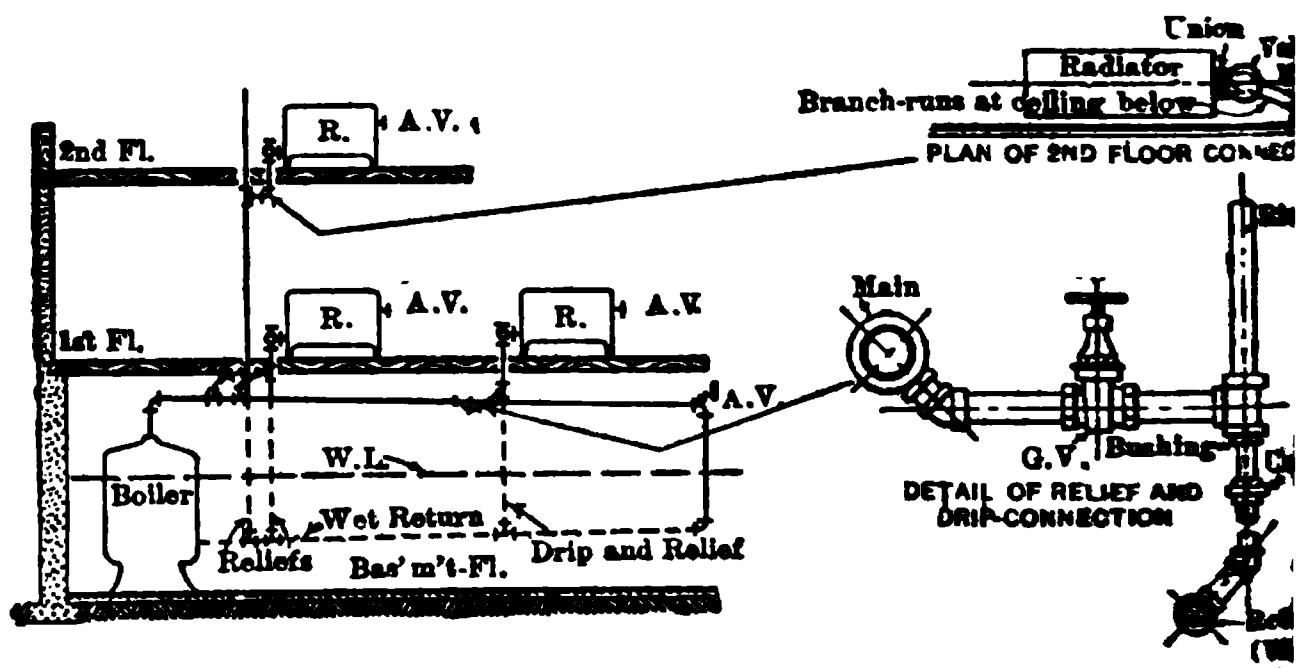 Union
Radiator
Branch-runs at ceiling below
PLAN OF 2ND FLOOR
R.
A.V.
2nd Fl.
Main
R.
A.V.
R.
A.V.
1st Fl.
A.V.
W.L.
Boiler
G.V.
Bushing
DETAIL OF RELIEF AND
DRIP-CONNECTION
Wet Return
Reliefs
Drip and Relief
Bas'm't-Fl.